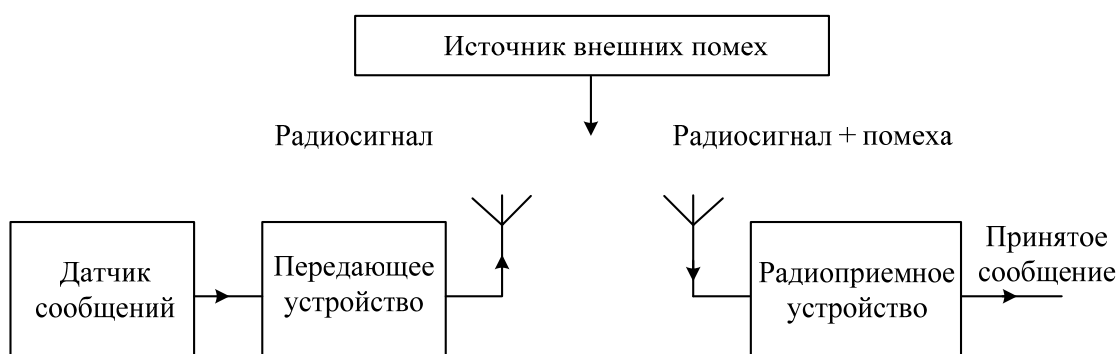 Источник внешних помех
Радиосигнал
Радиосигнал + помеха
Датчик
сообщений
Передающее
устройство
Радиоприемное
устройство
Принятое
сообщение